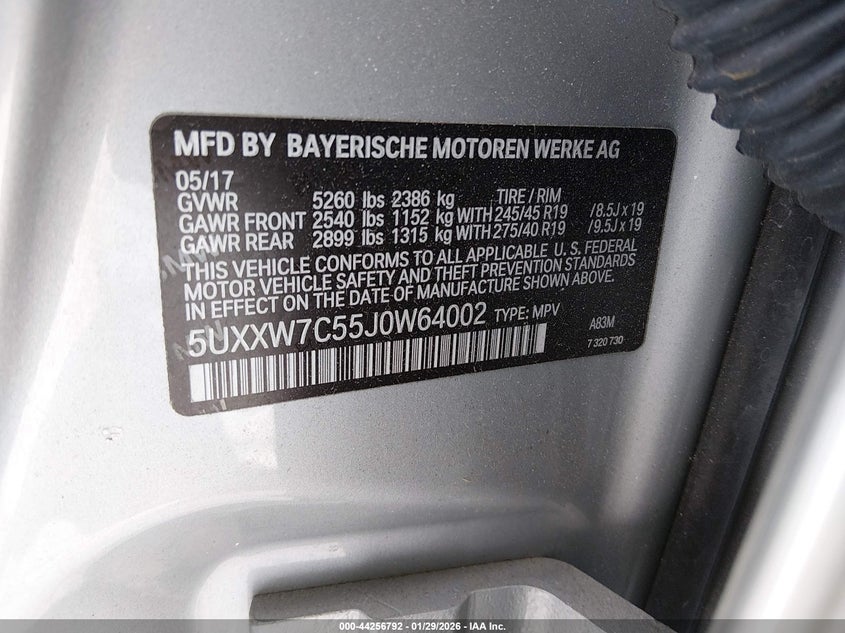 MFD BY BAYERISCHE MOTOREN WERKE AG
05/17
GVWR 5260 lbs 2386 kg TIRE / RIM
GAWR FRONT 2540 lbs 1152 kg WITH 245/45 R19 /8.5J x 19
GAWR REAR 2899 lbs 1315 kg WITH 275/40 R19 /9.5J x 19
THIS VEHICLE CONFORMS TO ALL APPLICABLE U.S. FEDERAL
MOTOR VEHICLE SAFETY AND THEFT PREVENTION STANDARDS
IN EFFECT ON THE DATE OF MANUFACTURE SHOWN ABOVE.
5UXXW7C55J0W64002 TYPE: MPV A83M
7 320 730
000-44256792 - 01/29/2026 - IAA Inc.